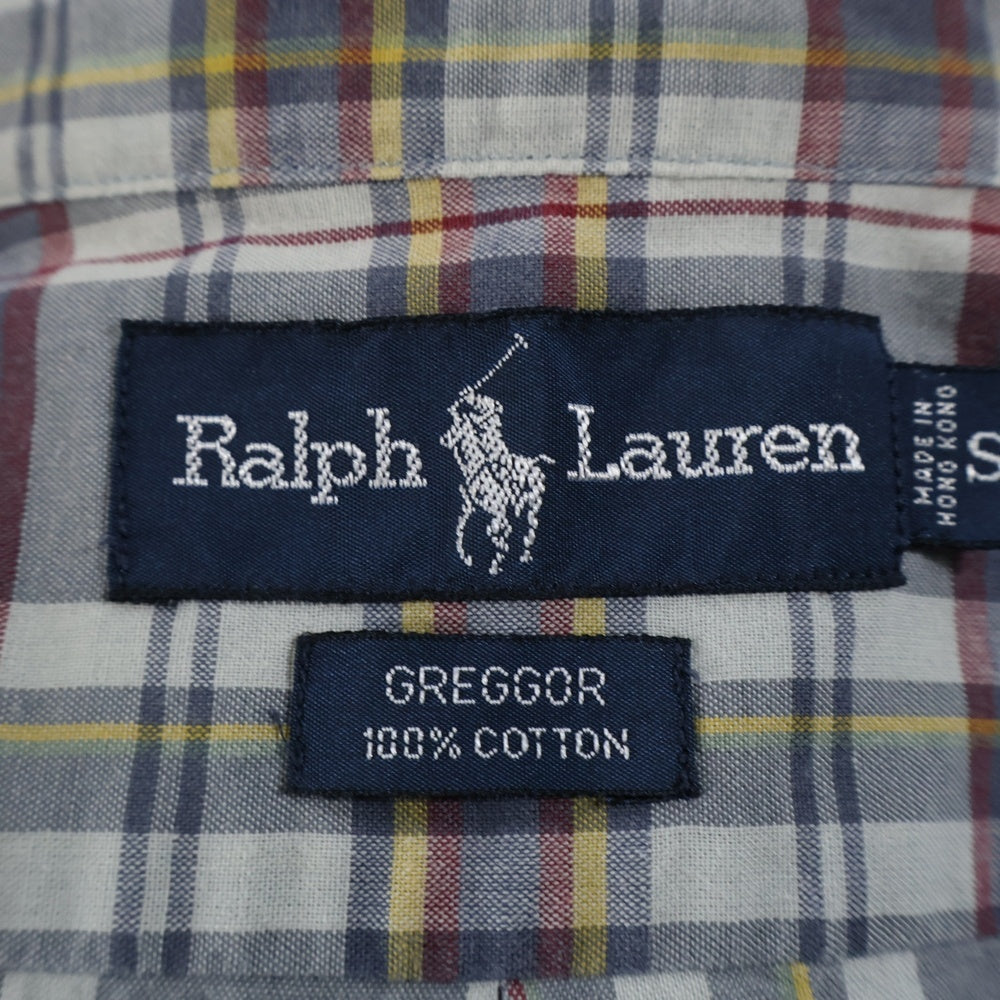 Ralph Lauren
MADE IN
HONG KONG
S
GREGGOR
100% COTTON